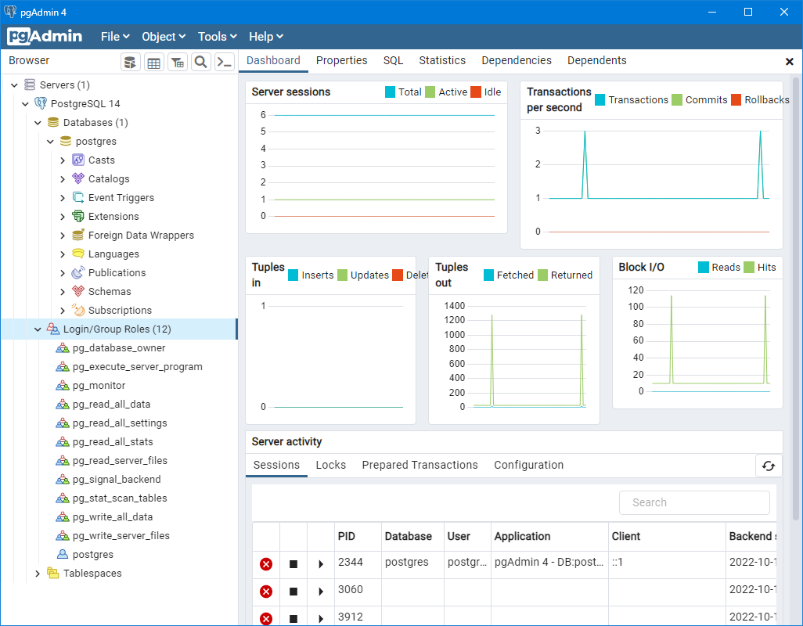 pgAdmin 4
pgAdmin File Object Tools Help
Browser
Dashboard Properties SQL Statistics Dependencies Dependents
Servers (1)
PostgreSQL 14
Databases (1)
postgres
Casts
Catalogs
Event Triggers
Extensions
Foreign Data Wrappers
Languages
Publications
Schemas
Subscriptions
Login/Group Roles (12)
pg_database_owner
pg_execute_server_program
pg_monitor
pg_read_all_data
pg_read_all_settings
pg_read_all_stats
pg_read_server_files
pg_signal_backend
pg_stat_scan_tables
pg_write_all_data
pg_write_server_files
postgres
Tablespaces
Server sessions Total Active Idle
6
5
4
3
2
1
0
Transactions per second Transactions Commits Rollbacks
3
2
1
0
Tuples in Inserts Updates Delet
1
0
Tuples out Fetched Returned
1400
1200
1000
800
600
400
200
0
Block I/O Reads Hits
120
100
80
60
40
20
0
Server activity
Sessions Locks Prepared Transactions Configuration
Search
PID Database User Application Client Backend s
2344 postgres postgr... pgAdmin 4 - DB:post... ::1 2022-10-1
3060 2022-10-1
3912 2022-10-1